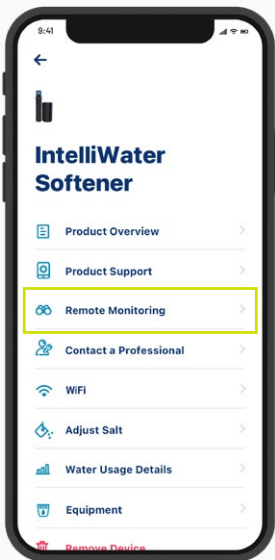 9:41
IntelliWater
Softener
Product Overview
Product Support
Remote Monitoring
Contact a Professional
WiFi
Adjust Salt
Water Usage Details
Equipment
Remove Device